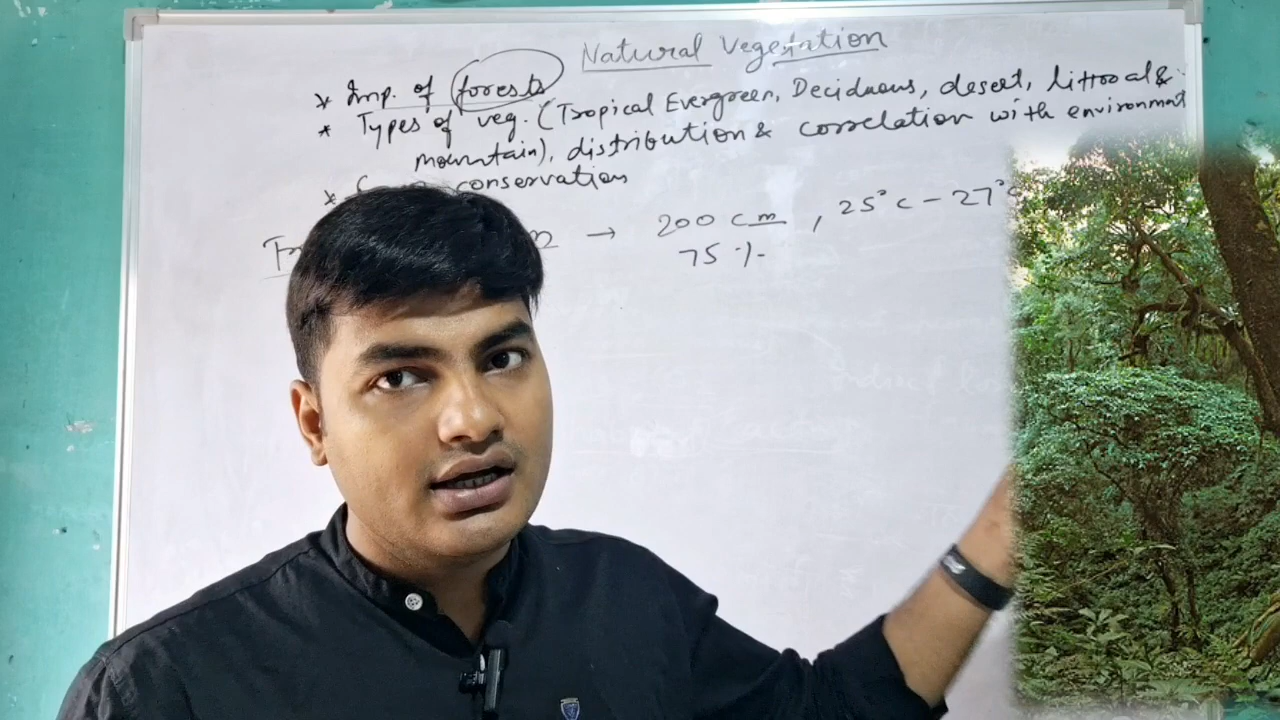 Natural Vegetation
* Imp. of forests
* Types of veg. (Tropical Evergreen, Deciduous, desert, littoral &
mountain), distribution & correlation with environment
* conservation
→ 200 cm, 25°C - 27°C
75 %